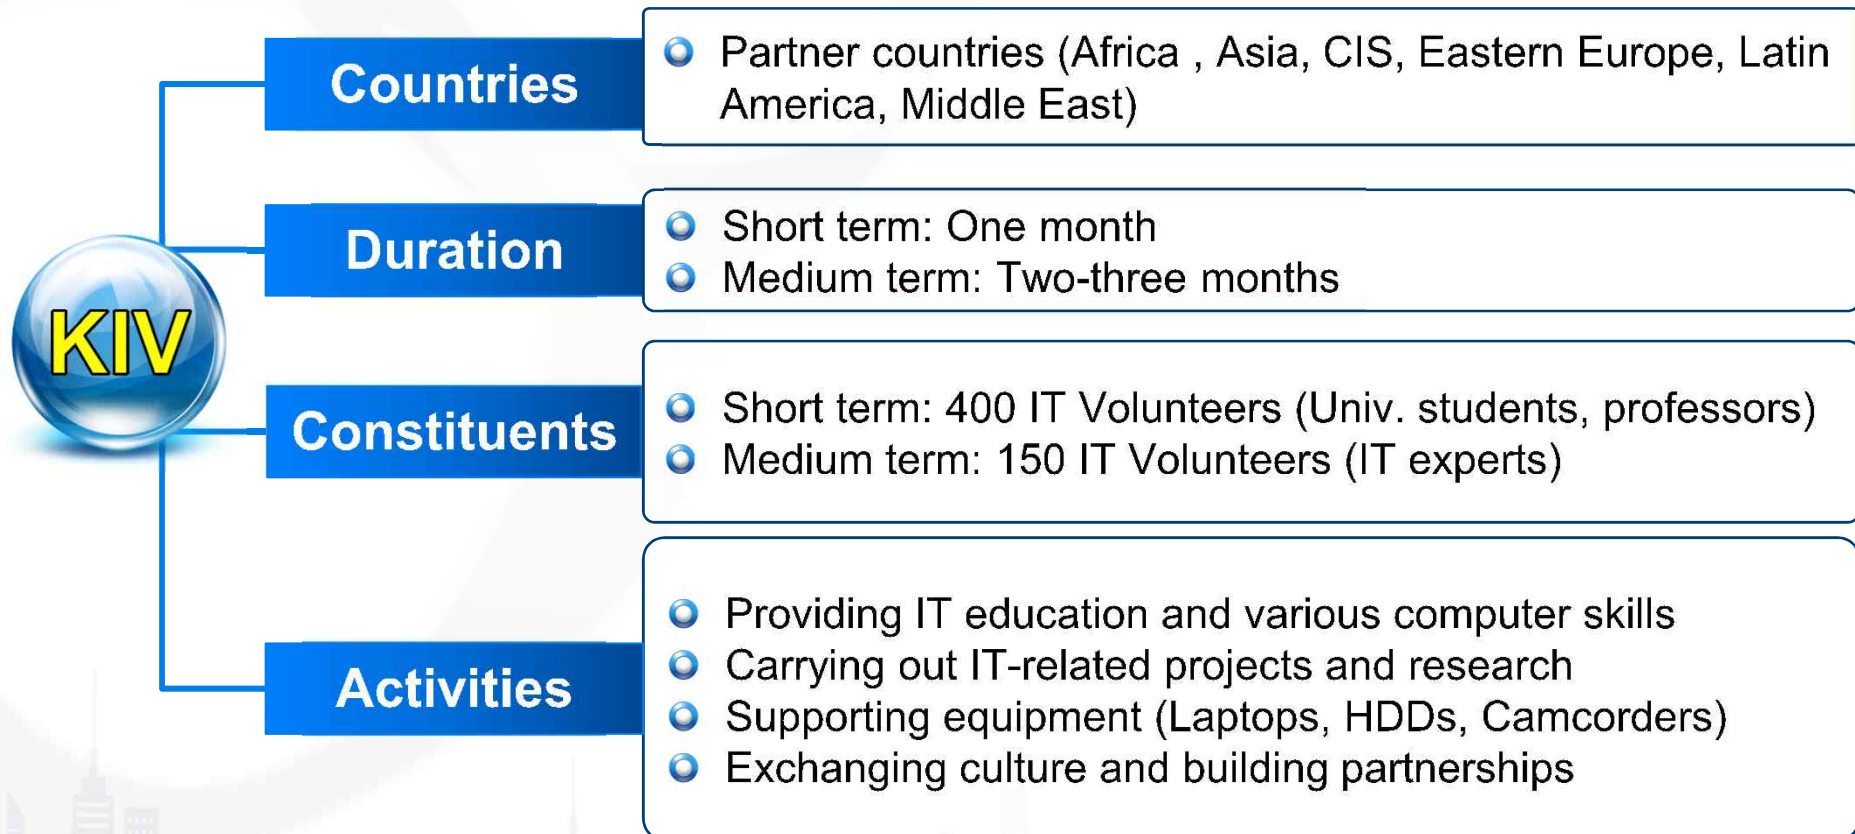 KIV
Countries
Partner countries (Africa , Asia, CIS, Eastern Europe, Latin
America, Middle East)
Duration
Short term: One month
Medium term: Two-three months
Constituents
Short term: 400 IT Volunteers (Univ. students, professors)
Medium term: 150 IT Volunteers (IT experts)
Activities
Providing IT education and various computer skills
Carrying out IT-related projects and research
Supporting equipment (Laptops, HDDs, Camcorders)
Exchanging culture and building partnerships